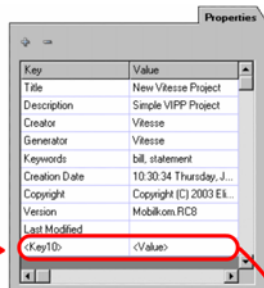 Properties
Key Value
Title New Vitesse Project
Description Simple VIPP Project
Creator Vitesse
Generator Vitesse
Keywords bill, statement
Creation Date 10:30:34 Thursday, J...
Copyright Copyright (C) 2003 Eli...
Version Mobilkom.RC8
Last Modified
<Key10> <Value>